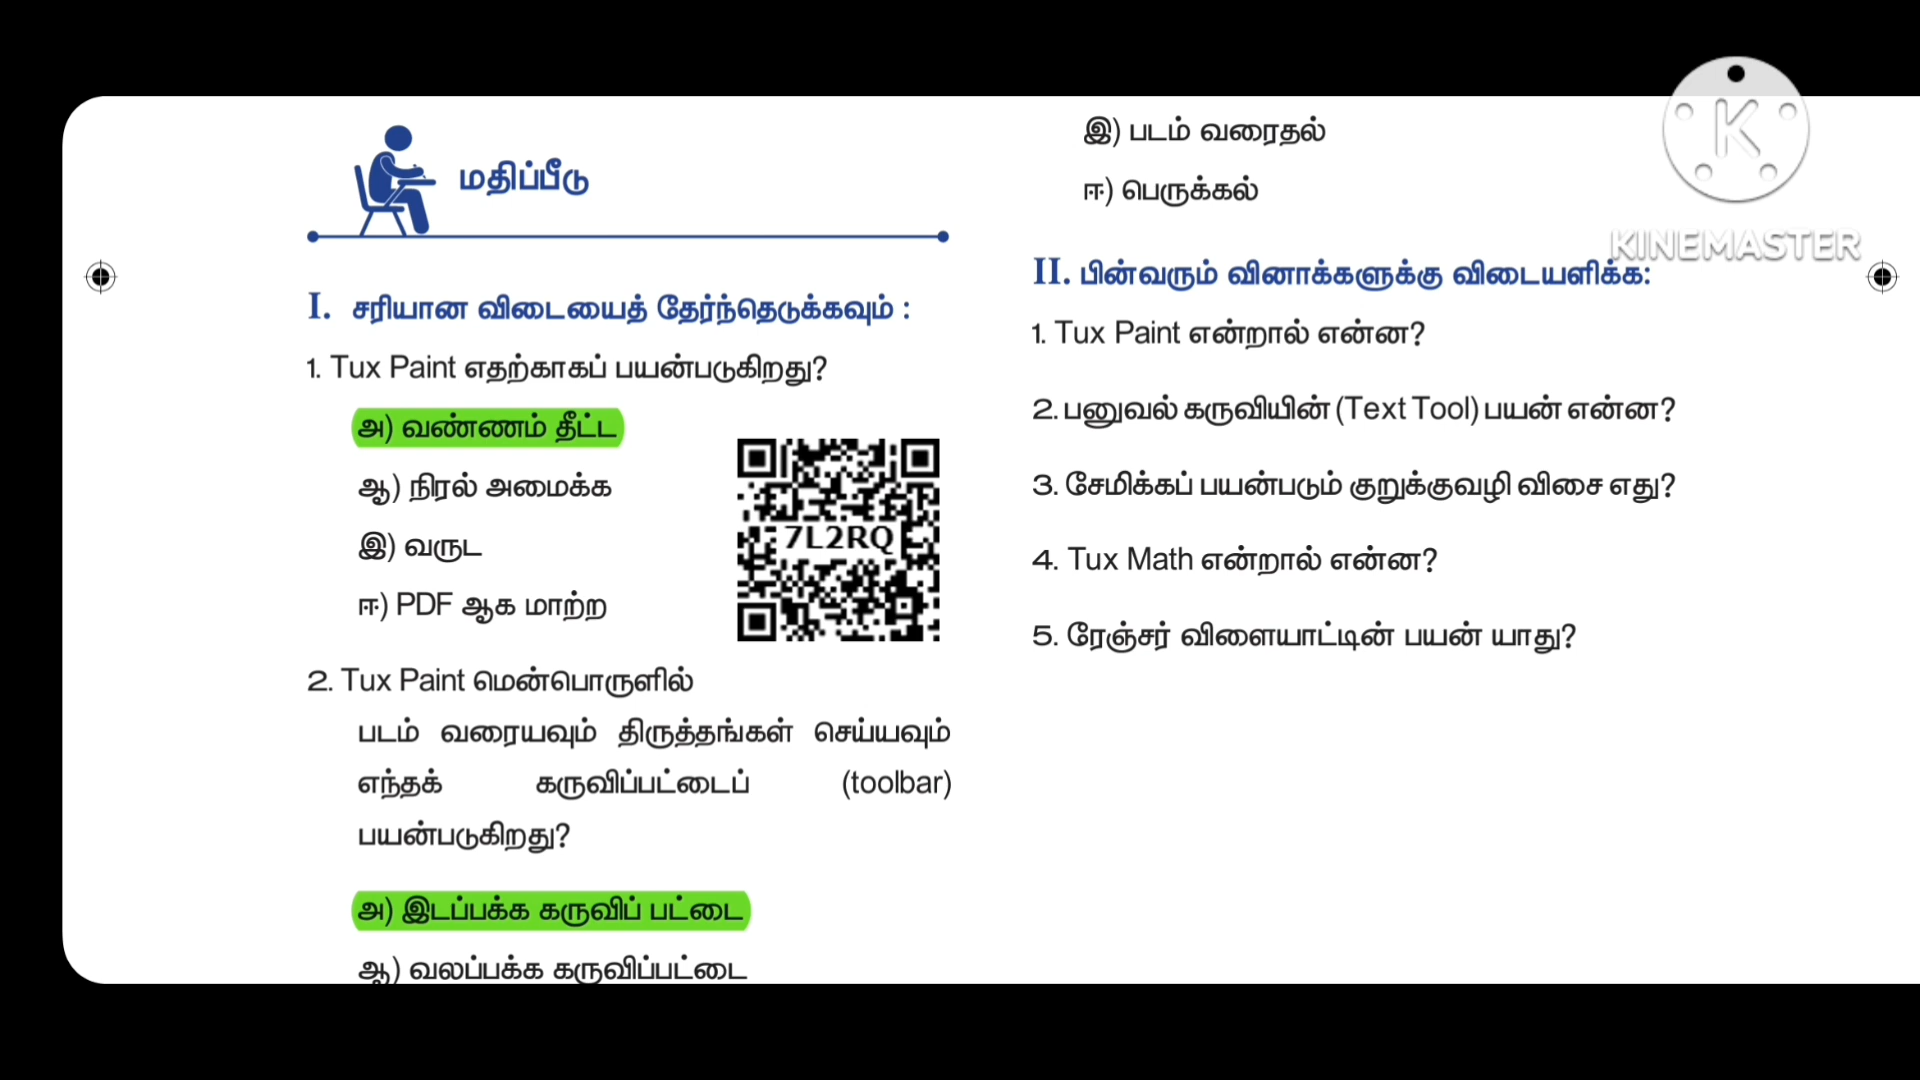 மதிப்பீடு
I. சரியான விடையைத் தேர்ந்தெடுக்கவும் :
1. Tux Paint எதற்காகப் பயன்படுகிறது?
அ) வண்ணம் தீட்ட
ஆ) நிரல் அமைக்க
இ) வருட
ஈ) PDF ஆக மாற்ற
7L2RQ
2. Tux Paint மென்பொருளில்
படம் வரையவும் திருத்தங்கள் செய்யவும்
எந்தக் கருவிப்பட்டைப் (toolbar)
பயன்படுகிறது?
அ) இடப்பக்க கருவிப் பட்டை
ஆ) வலப்பக்க கருவிப்பட்டை
இ) படம் வரைதல்
ஈ) பெருக்கல்
II. பின்வரும் வினாக்களுக்கு விடையளிக்க:
1. Tux Paint என்றால் என்ன?
2. பனுவல் கருவியின் (Text Tool) பயன் என்ன?
3. சேமிக்கப் பயன்படும் குறுக்குவழி விசை எது?
4. Tux Math என்றால் என்ன?
5. ரேஞ்சர் விளையாட்டின் பயன் யாது?
K
KINEMASTER